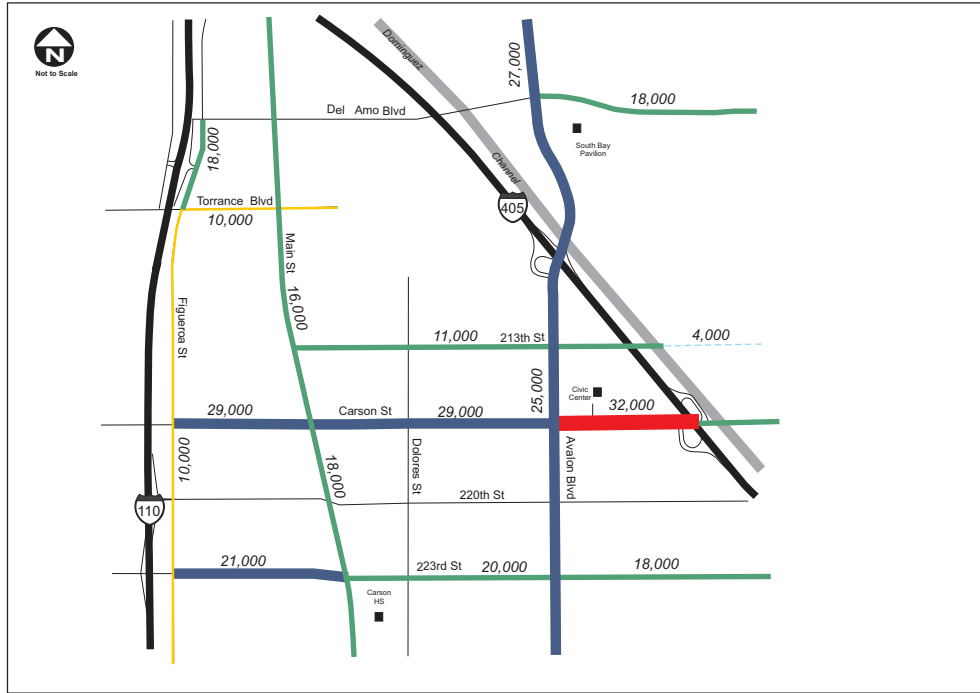 N
Not to Scale
27,000
Dominguez
18,000
Del Amo Blvd
South Bay
Pavilion
18,000
Channel
Torrance Blvd
10,000
405
Main St
16,000
Figueroa St
11,000
213th St
4,000
25,000
Civic
Center
29,000
Carson St
29,000
32,000
10,000
18,000
Dolores St
Avalon Blvd
220th St
110
21,000
223rd St
20,000
18,000
Carson
HS